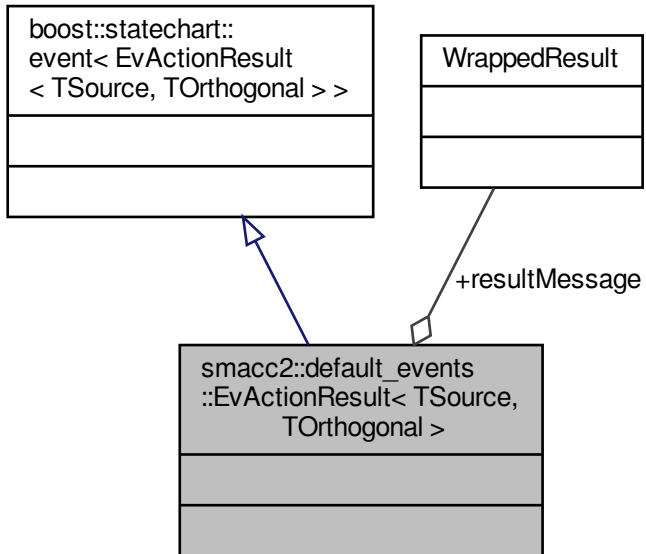 boost::statechart::
event< EvActionResult
< TSource, TOrthogonal > >
WrappedResult
+resultMessage
smacc2::default_events
::EvActionResult< TSource,
TOrthogonal >